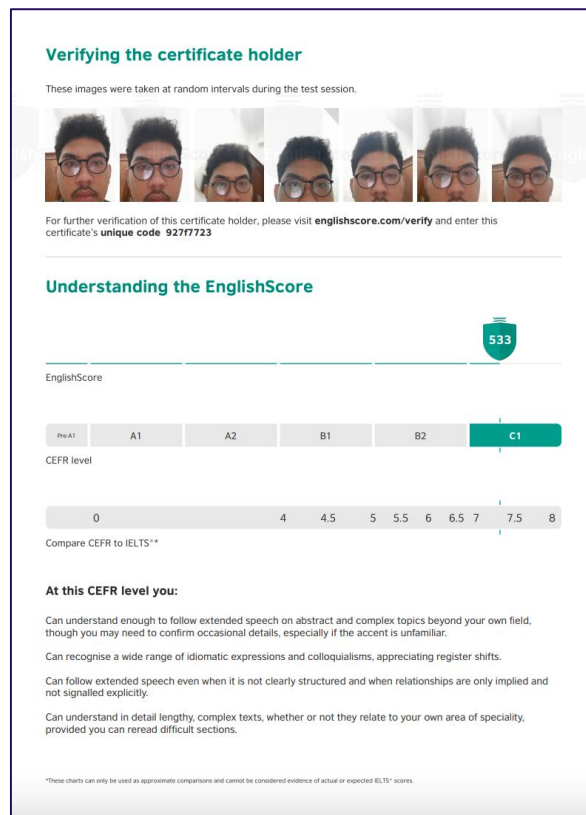 Verifying the certificate holder
These images were taken at random intervals during the test session.
For further verification of this certificate holder, please visit englishscore.com/verify and enter this
certificate's unique code 927f7723
Understanding the EnglishScore
533
EnglishScore
Pre-A1 A1 A2 B1 B2 C1
CEFR level
0 4 4.5 5 5.5 6 6.5 7 7.5 8
Compare CEFR to IELTS**
At this CEFR level you:
Can understand enough to follow extended speech on abstract and complex topics beyond your own field,
though you may need to confirm occasional details, especially if the accent is unfamiliar.
Can recognise a wide range of idiomatic expressions and colloquialisms, appreciating register shifts.
Can follow extended speech even when it is not clearly structured and when relationships are only implied and
not signalled explicitly.
Can understand in detail lengthy, complex texts, whether or not they relate to your own area of speciality,
provided you can reread difficult sections.
*These charts can only be used as approximate comparisons and cannot be considered evidence of actual or expected IELTS* scores.